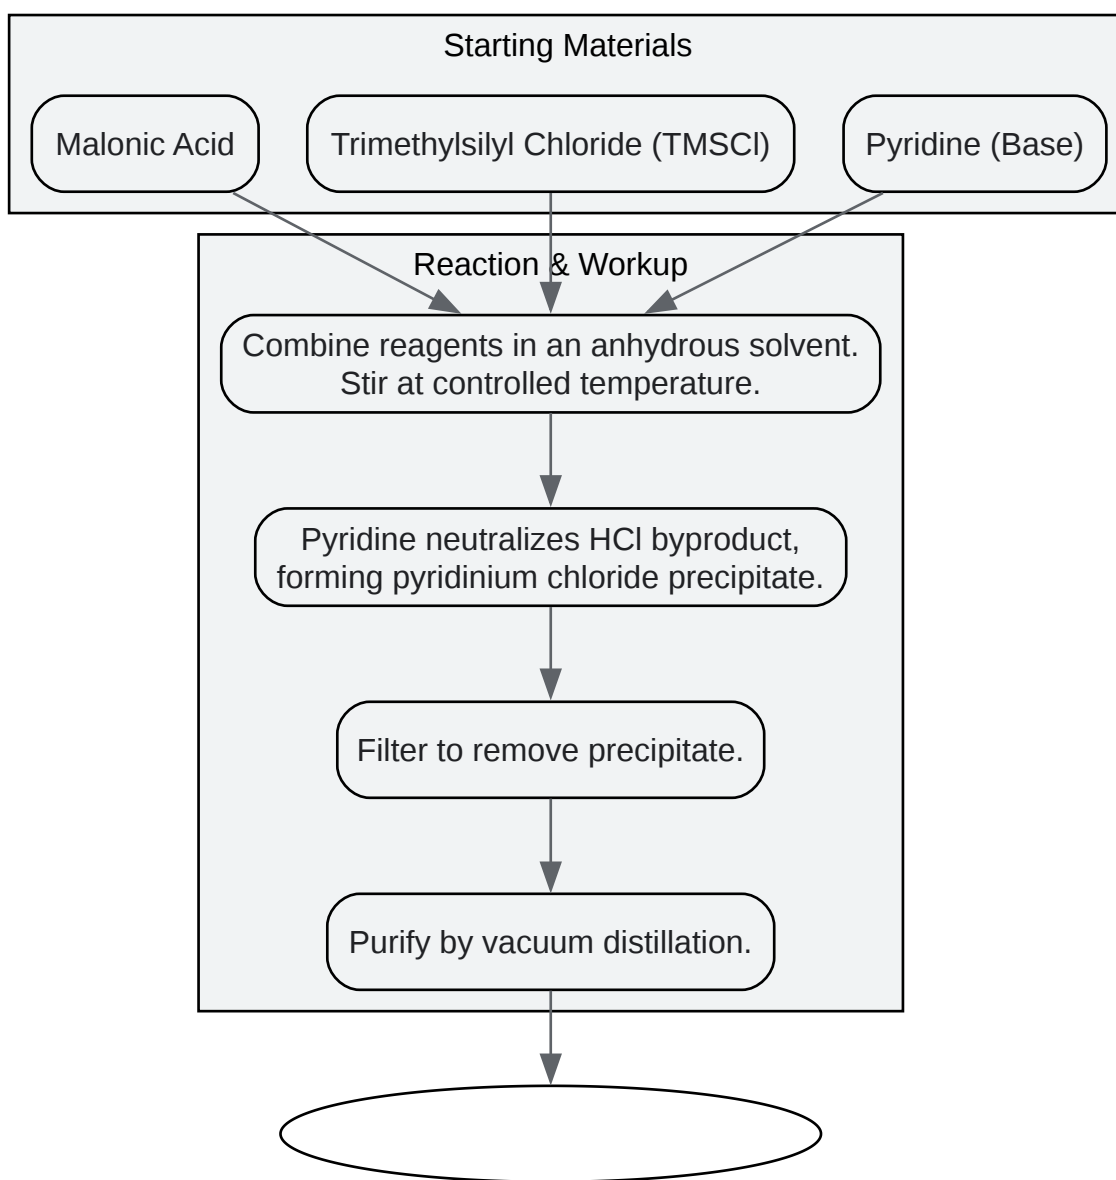 Starting Materials
Malonic Acid
Trimethylsilyl Chloride (TMSCl)
Pyridine (Base)
Reaction & Workup
Combine reagents in an anhydrous solvent.
Stir at controlled temperature.
Pyridine neutralizes HCl byproduct,
forming pyridinium chloride precipitate.
Filter to remove precipitate.
Purify by vacuum distillation.